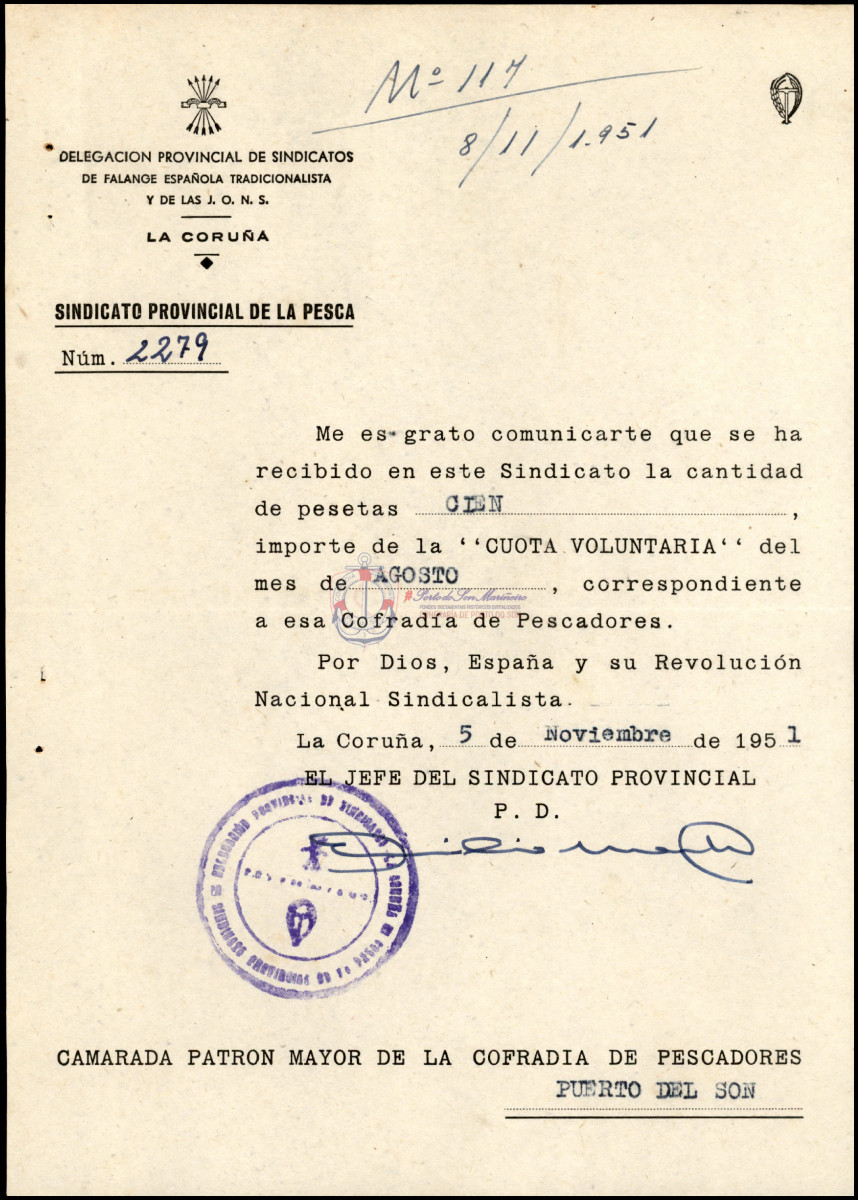 Nº 117
8/11/1.951
DELEGACION PROVINCIAL DE SINDICATOS
DE FALANGE ESPAÑOLA TRADICIONALISTA
Y DE LAS J. O. N. S.
LA CORUÑA
SINDICATO PROVINCIAL DE LA PESCA
Núm. 2279
Me es grato comunicarte que se ha
recibido en este Sindicato la cantidad
de pesetas CIEN ,
importe de la ‘‘CUOTA VOLUNTARIA‘‘ del
mes de AGOSTO , correspondiente
Porto do Son Mariñeiro
a esa Cofradía de Pescadores.
Por Dios, España y su Revolución
Nacional Sindicalista.
La Coruña, 5 de Noviembre de 1951
EL JEFE DEL SINDICATO PROVINCIAL
P. D.
CAMARADA PATRON MAYOR DE LA COFRADIA DE PESCADORES
PUERTO DEL SON